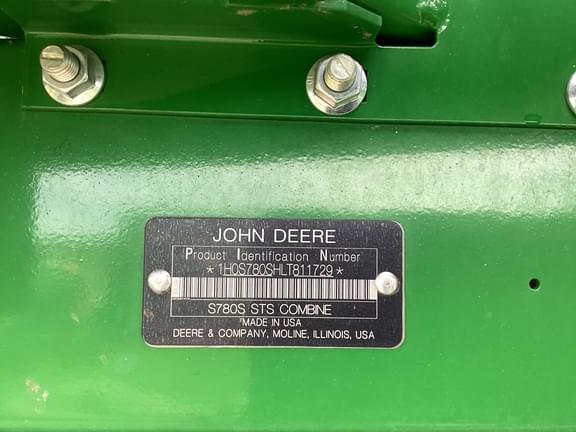 JOHN DEERE
Product Identification Number
*1H0S780SHLT811729*
S780S STS COMBINE
MADE IN USA
DEERE & COMPANY, MOLINE, ILLINOIS, USA